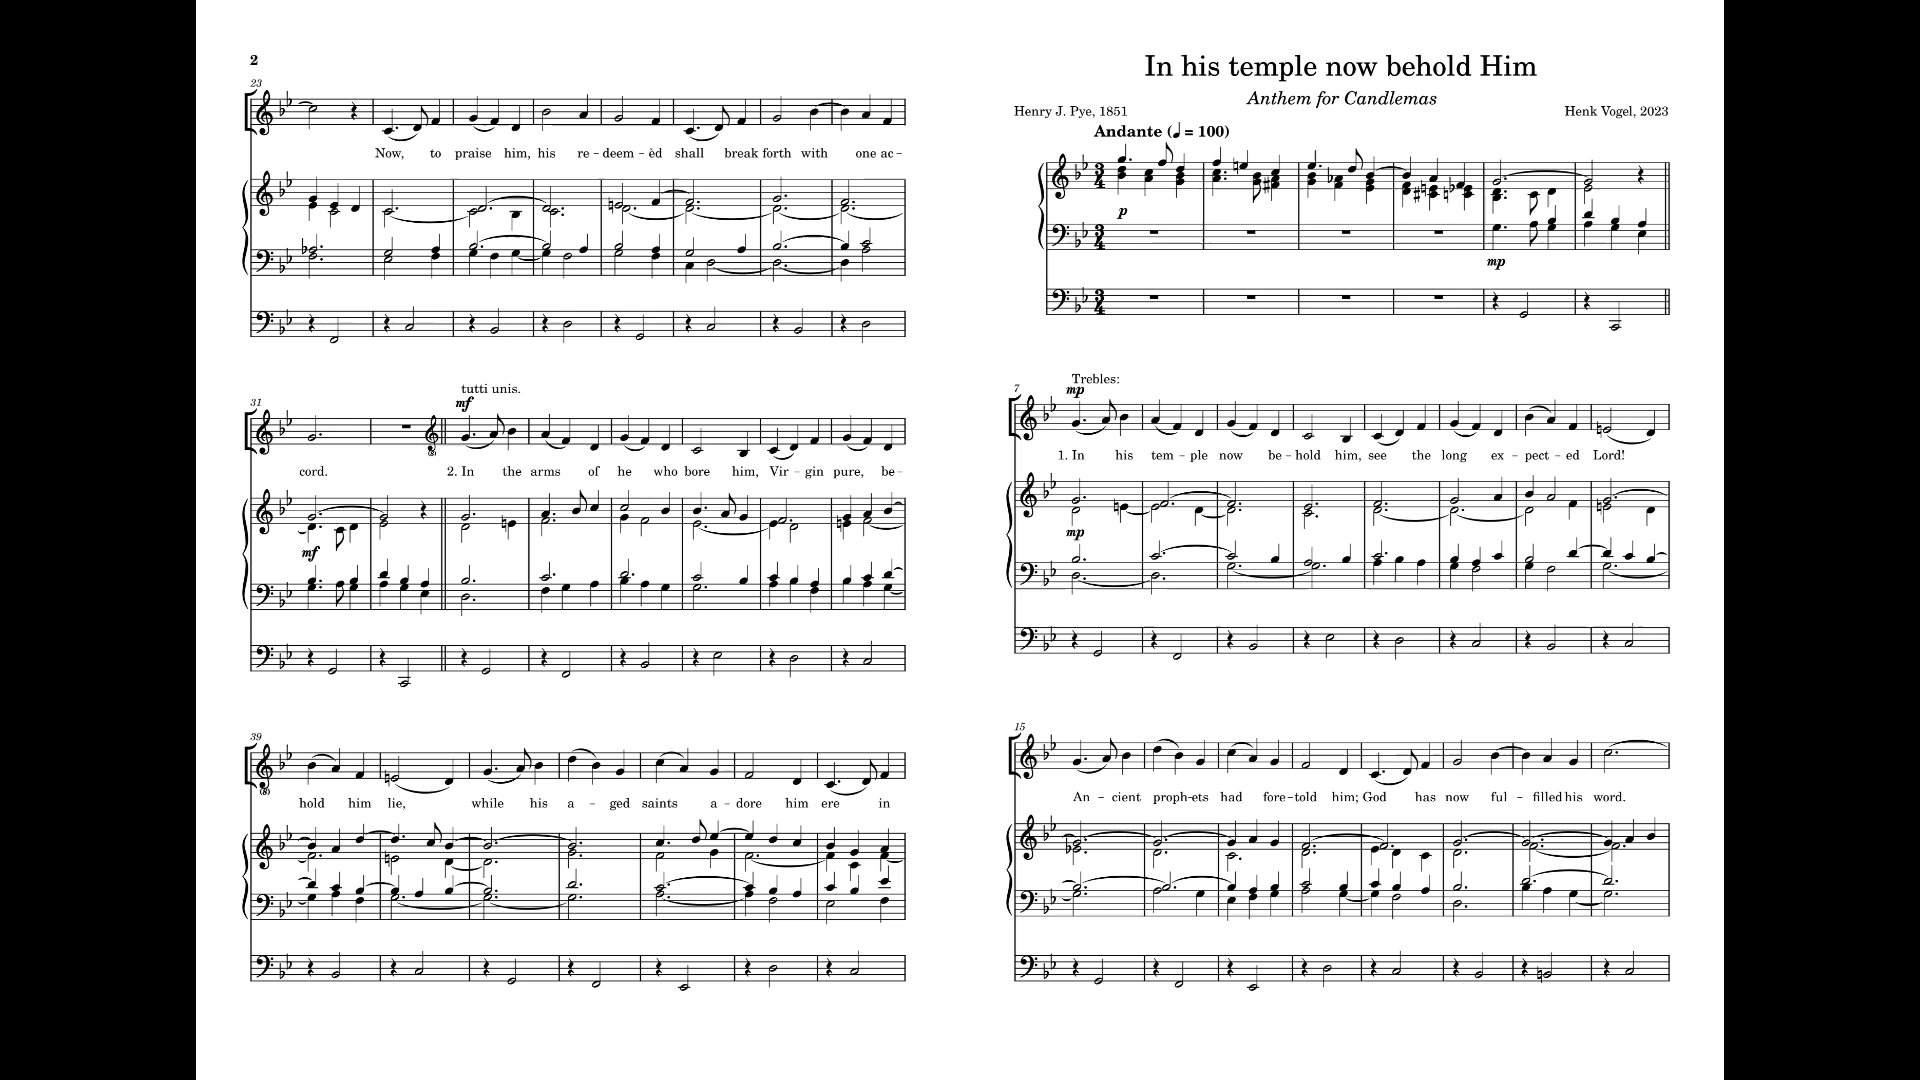 2
23
Now, to praise him, his re – deem – èd shall break forth with one ac –
31
tutti unis.
mf
cord. 2. In the arms of he who bore him, Vir – gin pure, be –
mf
39
hold him lie, while his a – ged saints a – dore him ere in
In his temple now behold Him
Anthem for Candlemas
Henry J. Pye, 1851
Henk Vogel, 2023
Andante (♩ = 100)
3 4
p
mp
7
Trebles:
mp
1. In his tem – ple now be – hold him, see the long ex – pect – ed Lord!
mp
15
An – cient proph – ets had fore – told him; God has now ful – filled his word.